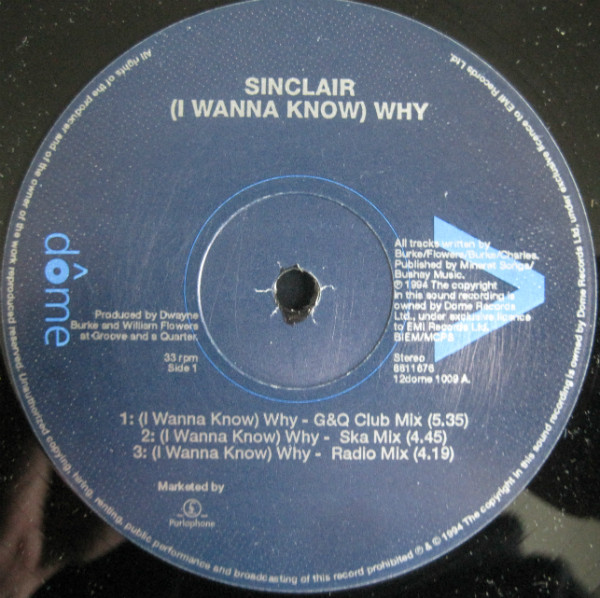 SINCLAIR
(I WANNA KNOW) WHY
dôme
All tracks written by
Burke/Flowers/Burke/Charles.
Published by Minaret Songs/
Bushey Music.
℗ 1994 The copyright
in this sound recording is
owned by Dome Records
Ltd., under exclusive licence
to EMI Records Ltd.
BIEM/MCPS
Produced by Dwayne
Burke and William Flowers
at Groove and a Quarter.
33 rpm
Side 1
Stereo
8811676
12dome 1009 A.
1: (I Wanna Know) Why - G&Q Club Mix (5.35)
2: (I Wanna Know) Why - Ska Mix (4.45)
3: (I Wanna Know) Why - Radio Mix (4.19)
Marketed by
Parlophone
All rights of the producer and of the owner of the work reproduced reserved. Unauthorized copying, hiring, renting, public performance and broadcasting of this record prohibited ℗ & © 1994 The copyright in this sound recording is owned by Dome Records Ltd. under exclusive licence to EMI Records Ltd.